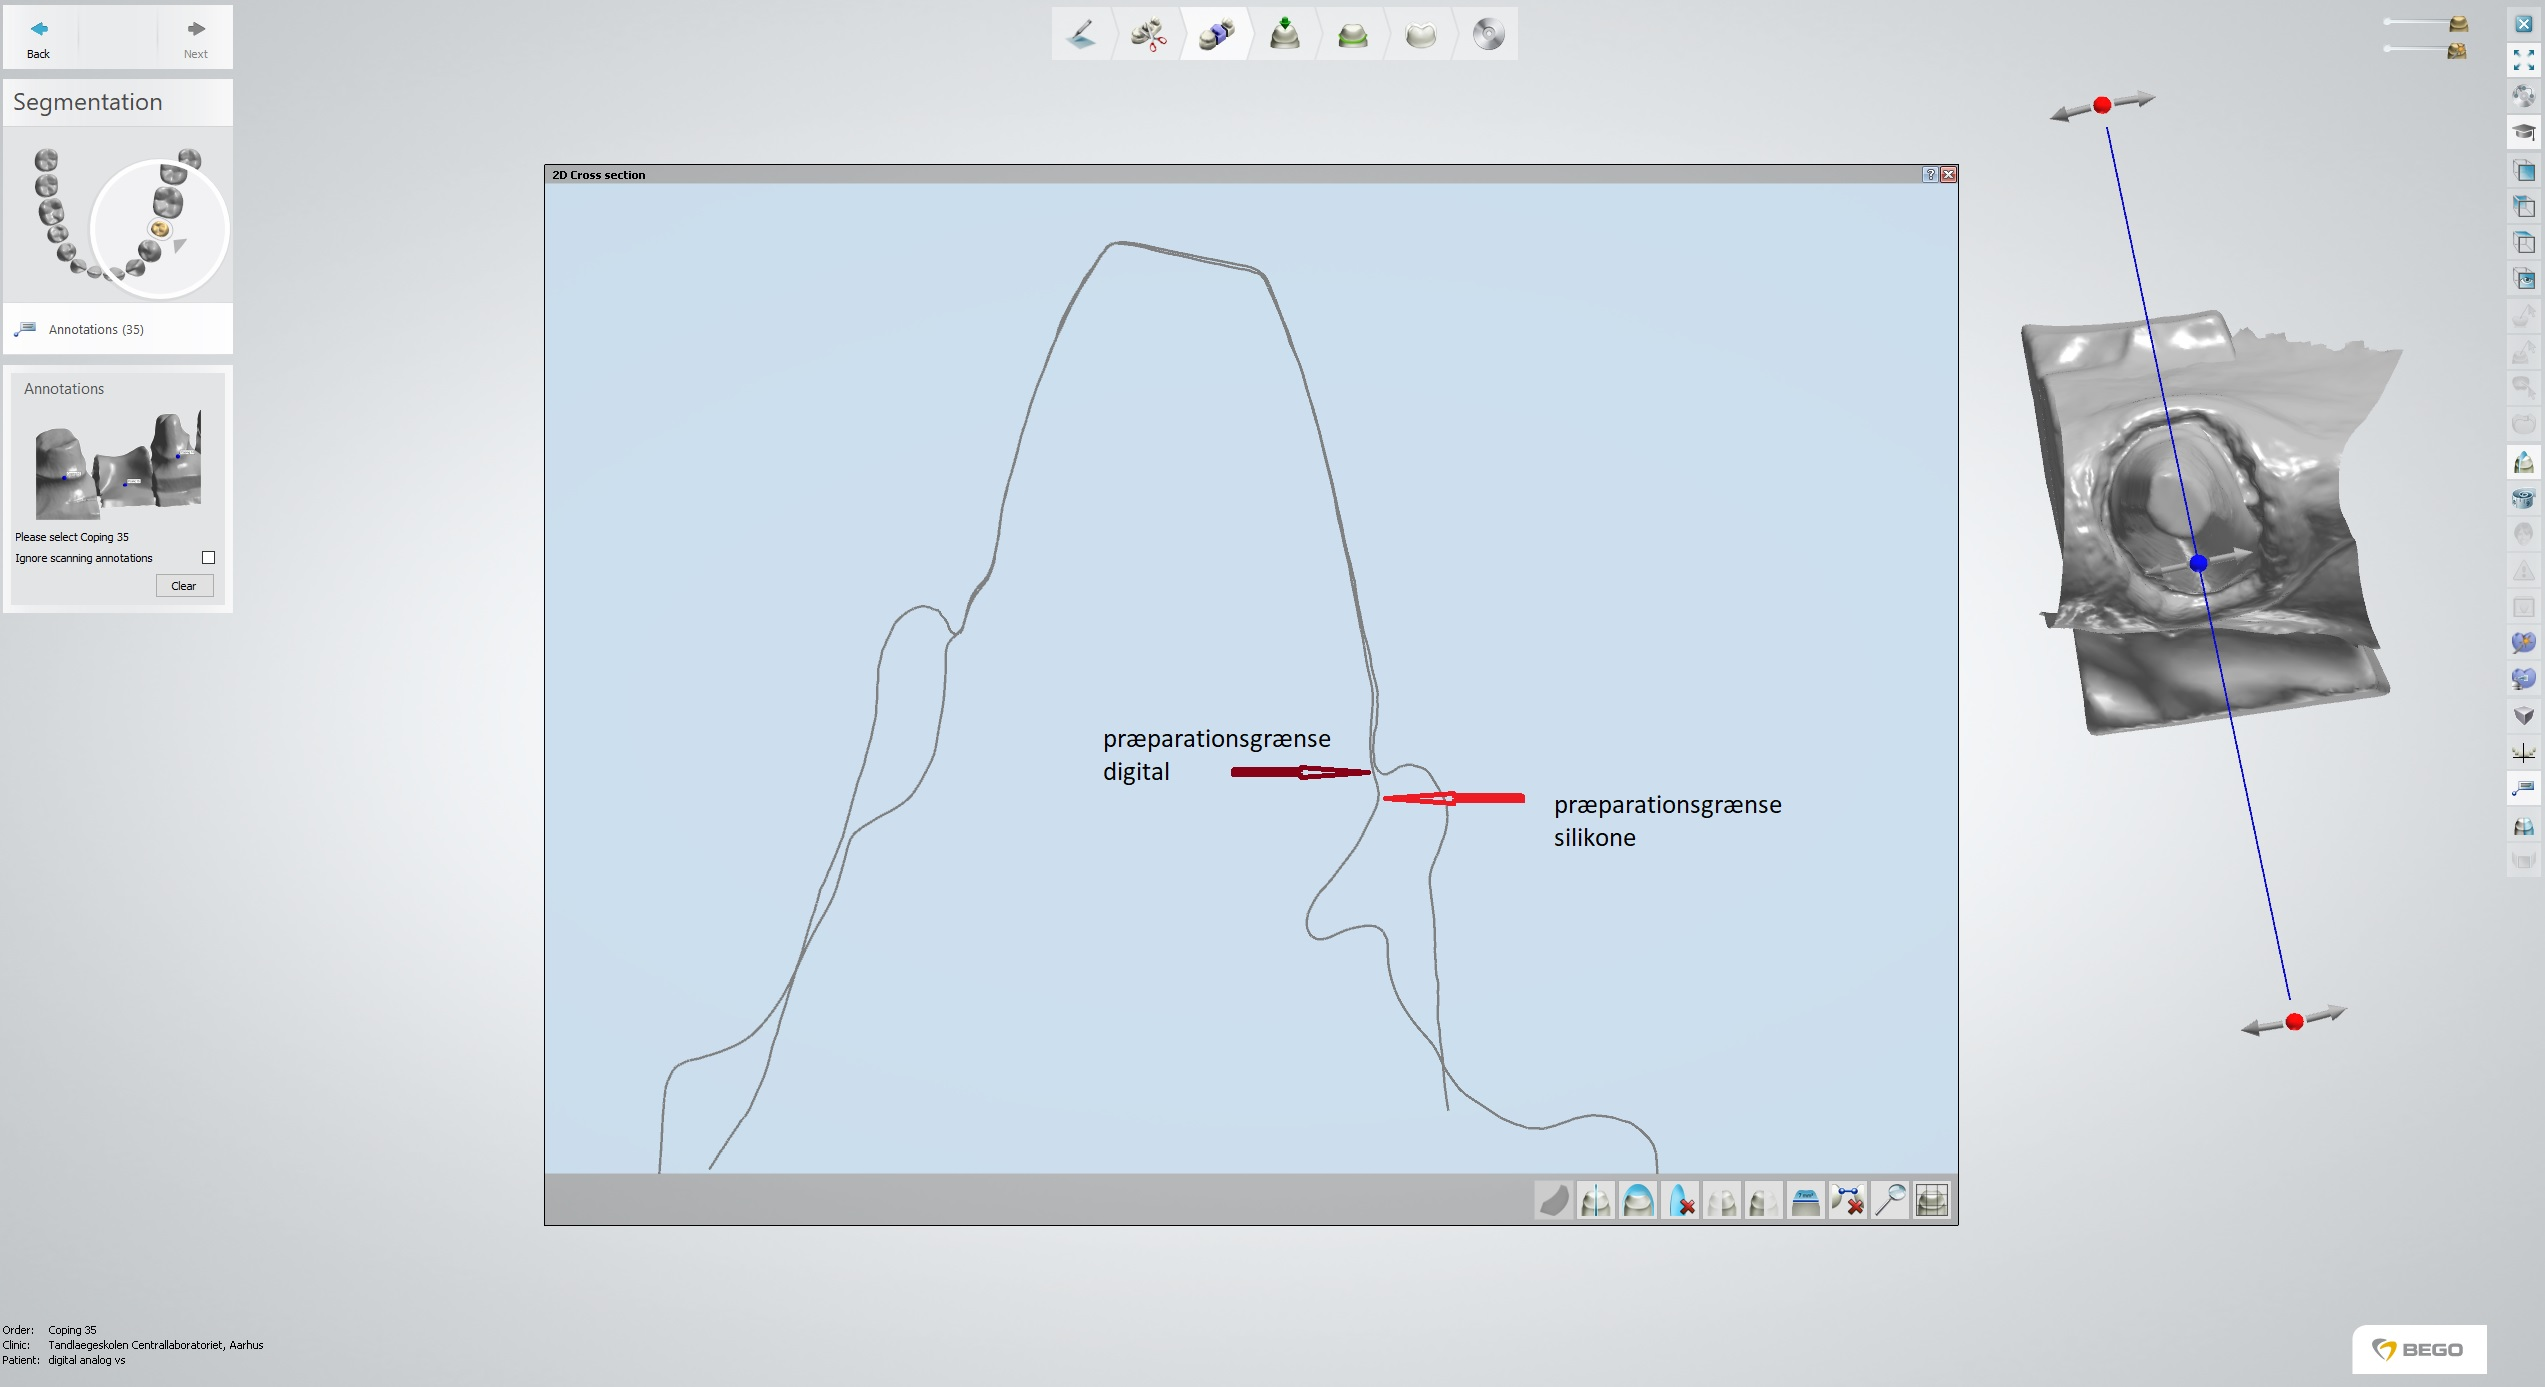 Back
Next
Segmentation
Annotations (35)
Annotations
Please select Coping 35
Ignore scanning annotations
Clear
2D Cross section
præparationsgrænse
digital
præparationsgrænse
silikone
Order: Coping 35
Clinic: Tandlaegeskolen Centrallaboratoriet, Aarhus
Patient: digital analog vs
BEGO